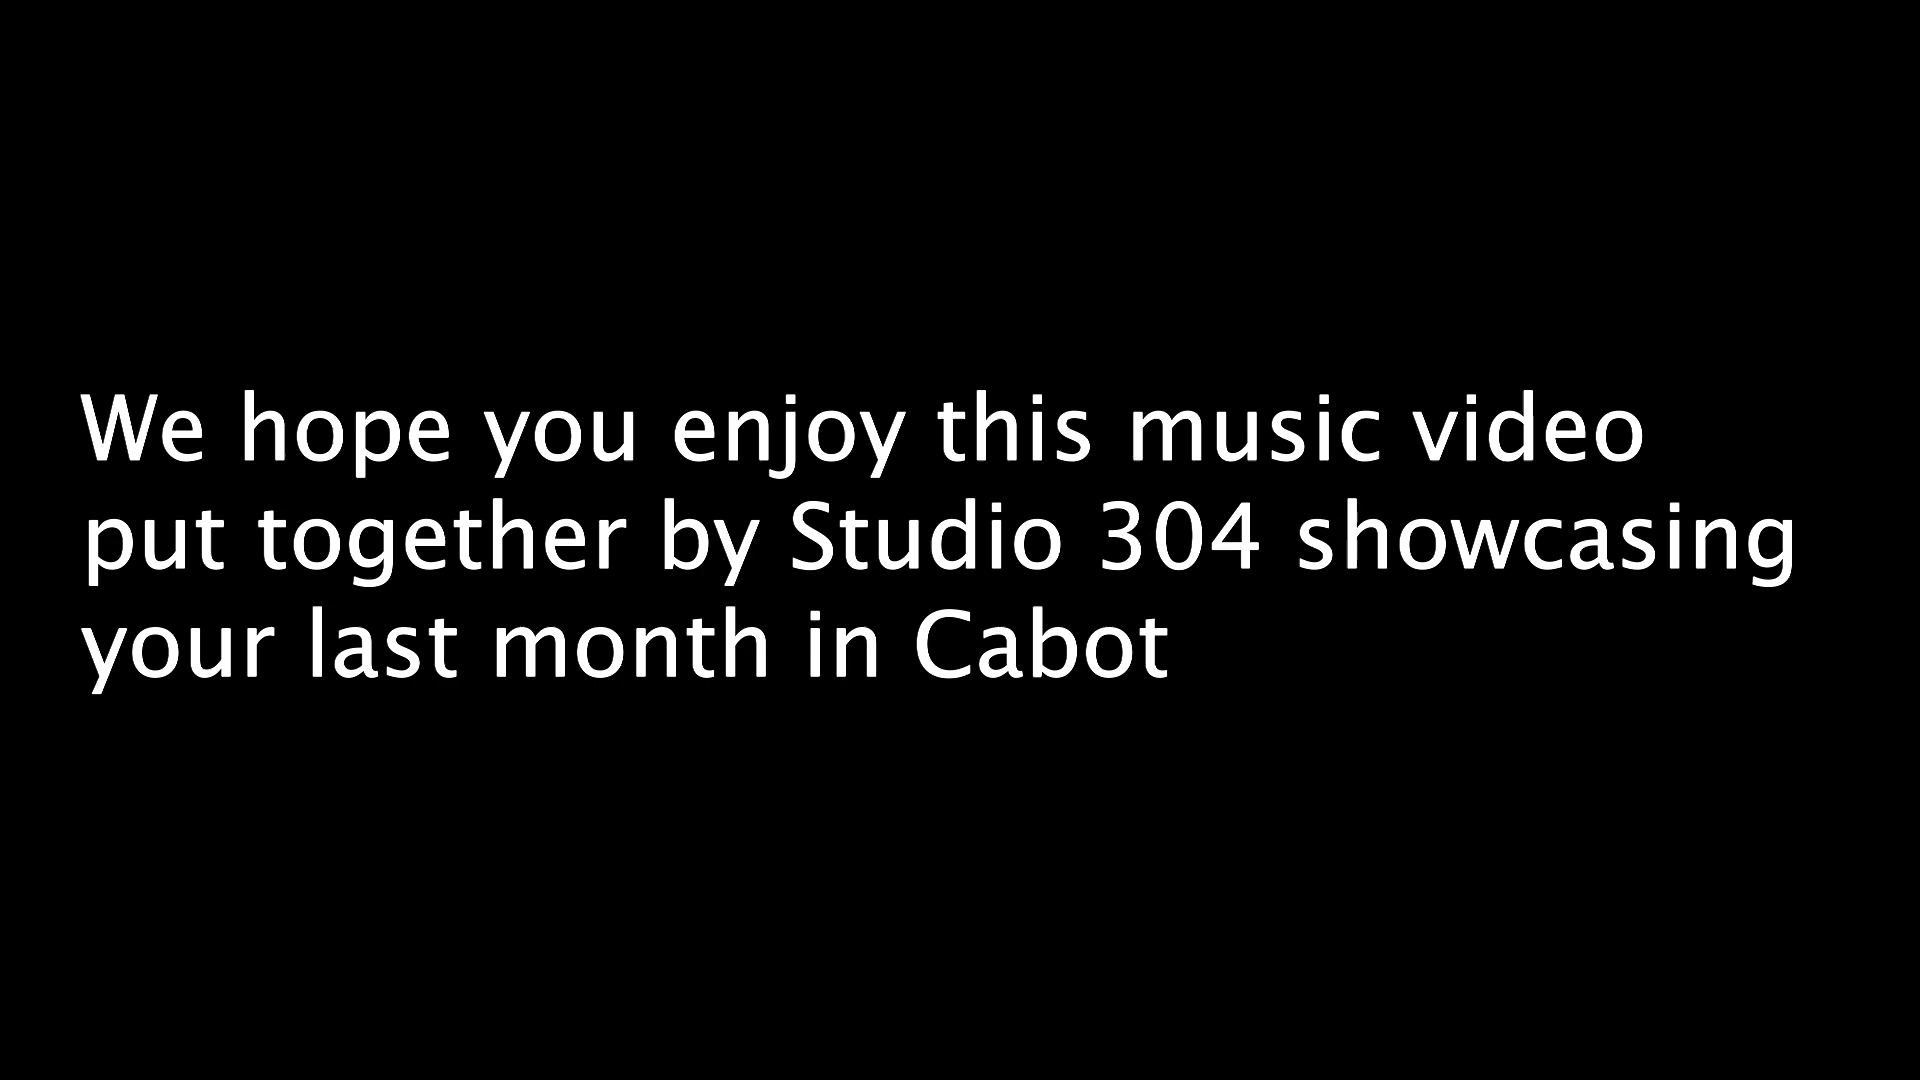 We hope you enjoy this music video
put together by Studio 304 showcasing
your last month in Cabot